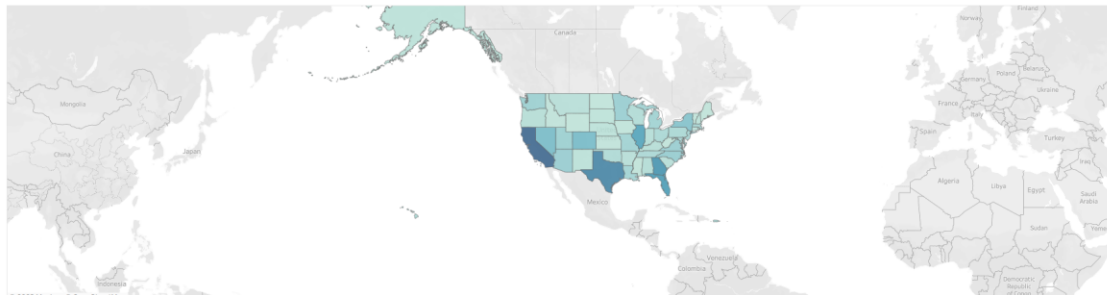 Finland
Norway
Canada
Belarus
Germany
Poland
Ukraine
Mongolia
France
Italy
Spain
Turkey
China
Japan
Iraq
Algeria
Libya
Egypt
Saudi
Arabia
Mexico
Sudan
Yeme
Venezuela
Colombia
Indonesia
Democratic
Republic